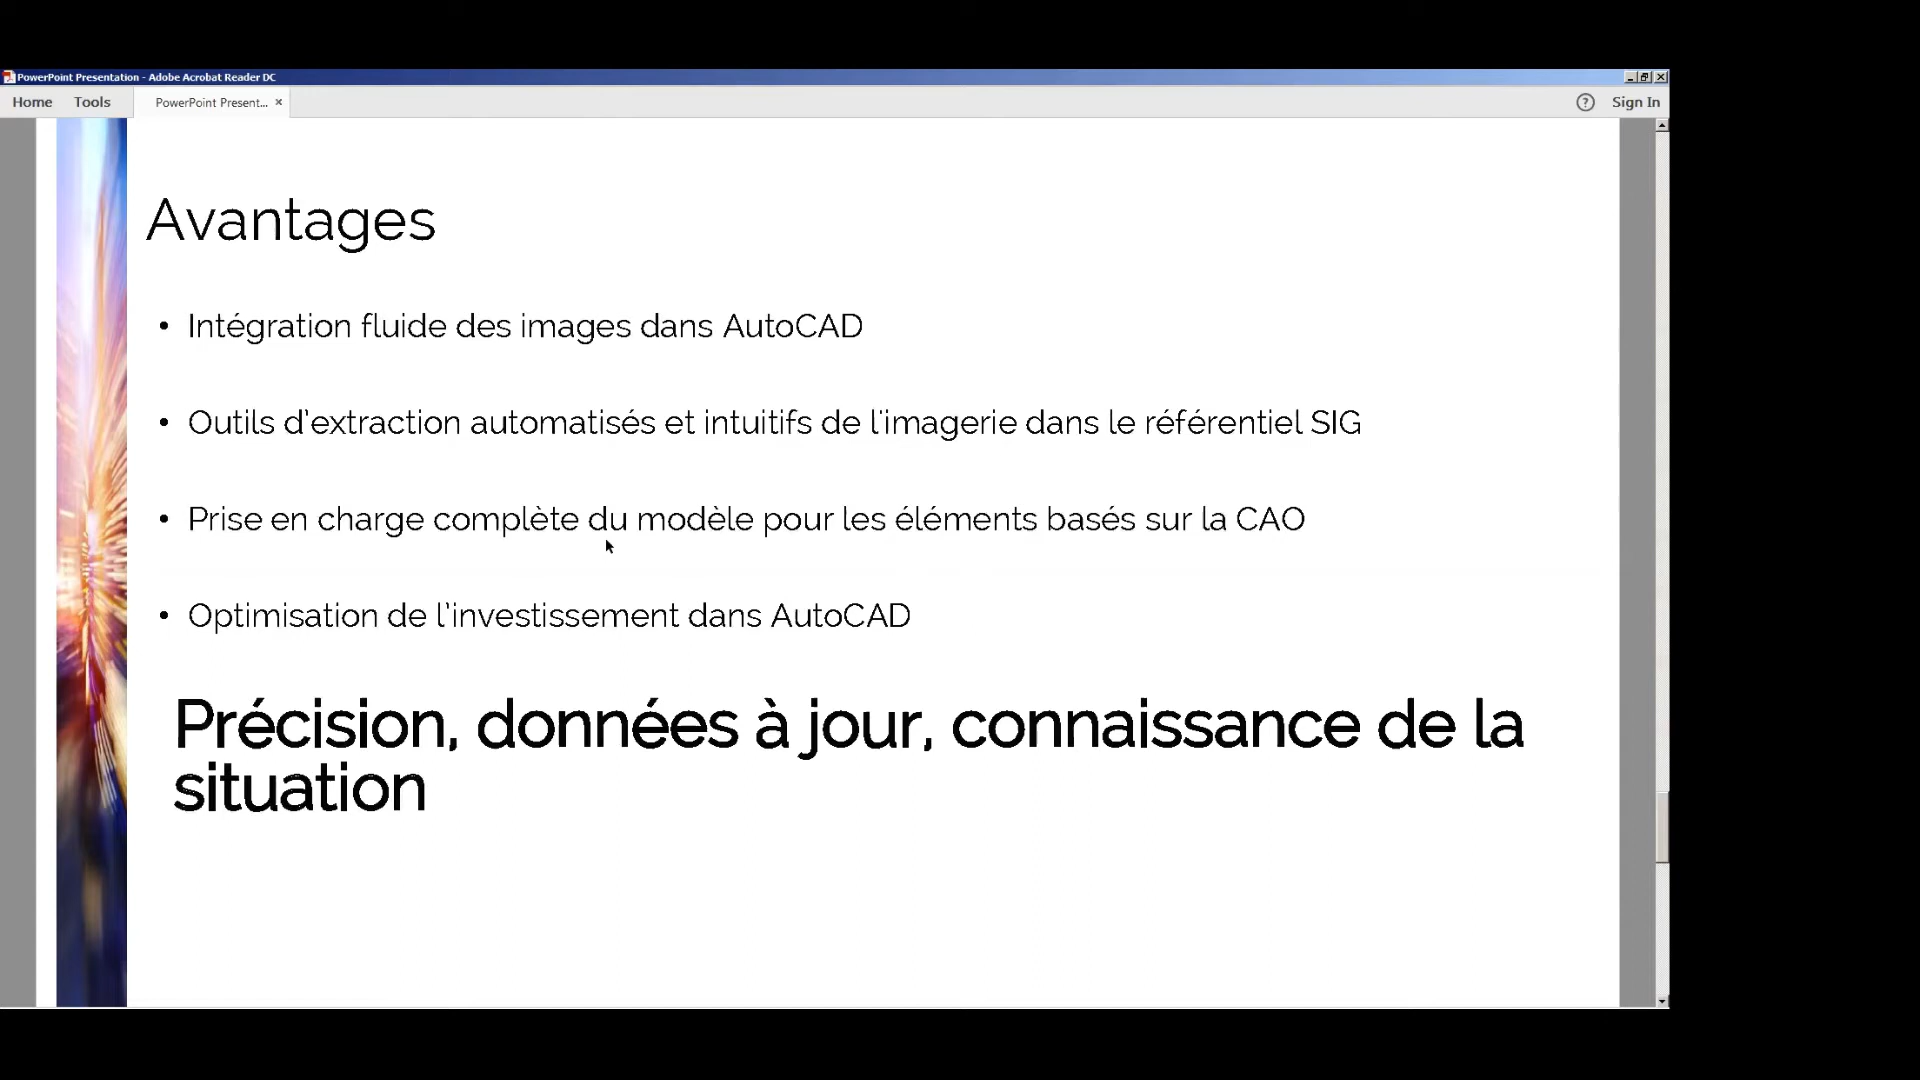 PowerPoint Presentation - Adobe Acrobat Reader DC
Home Tools PowerPoint Present... × ? Sign In
Avantages
• Intégration fluide des images dans AutoCAD
• Outils d'extraction automatisés et intuitifs de l'imagerie dans le référentiel SIG
• Prise en charge complète du modèle pour les éléments basés sur la CAO
• Optimisation de l'investissement dans AutoCAD
Précision, données à jour, connaissance de la
situation